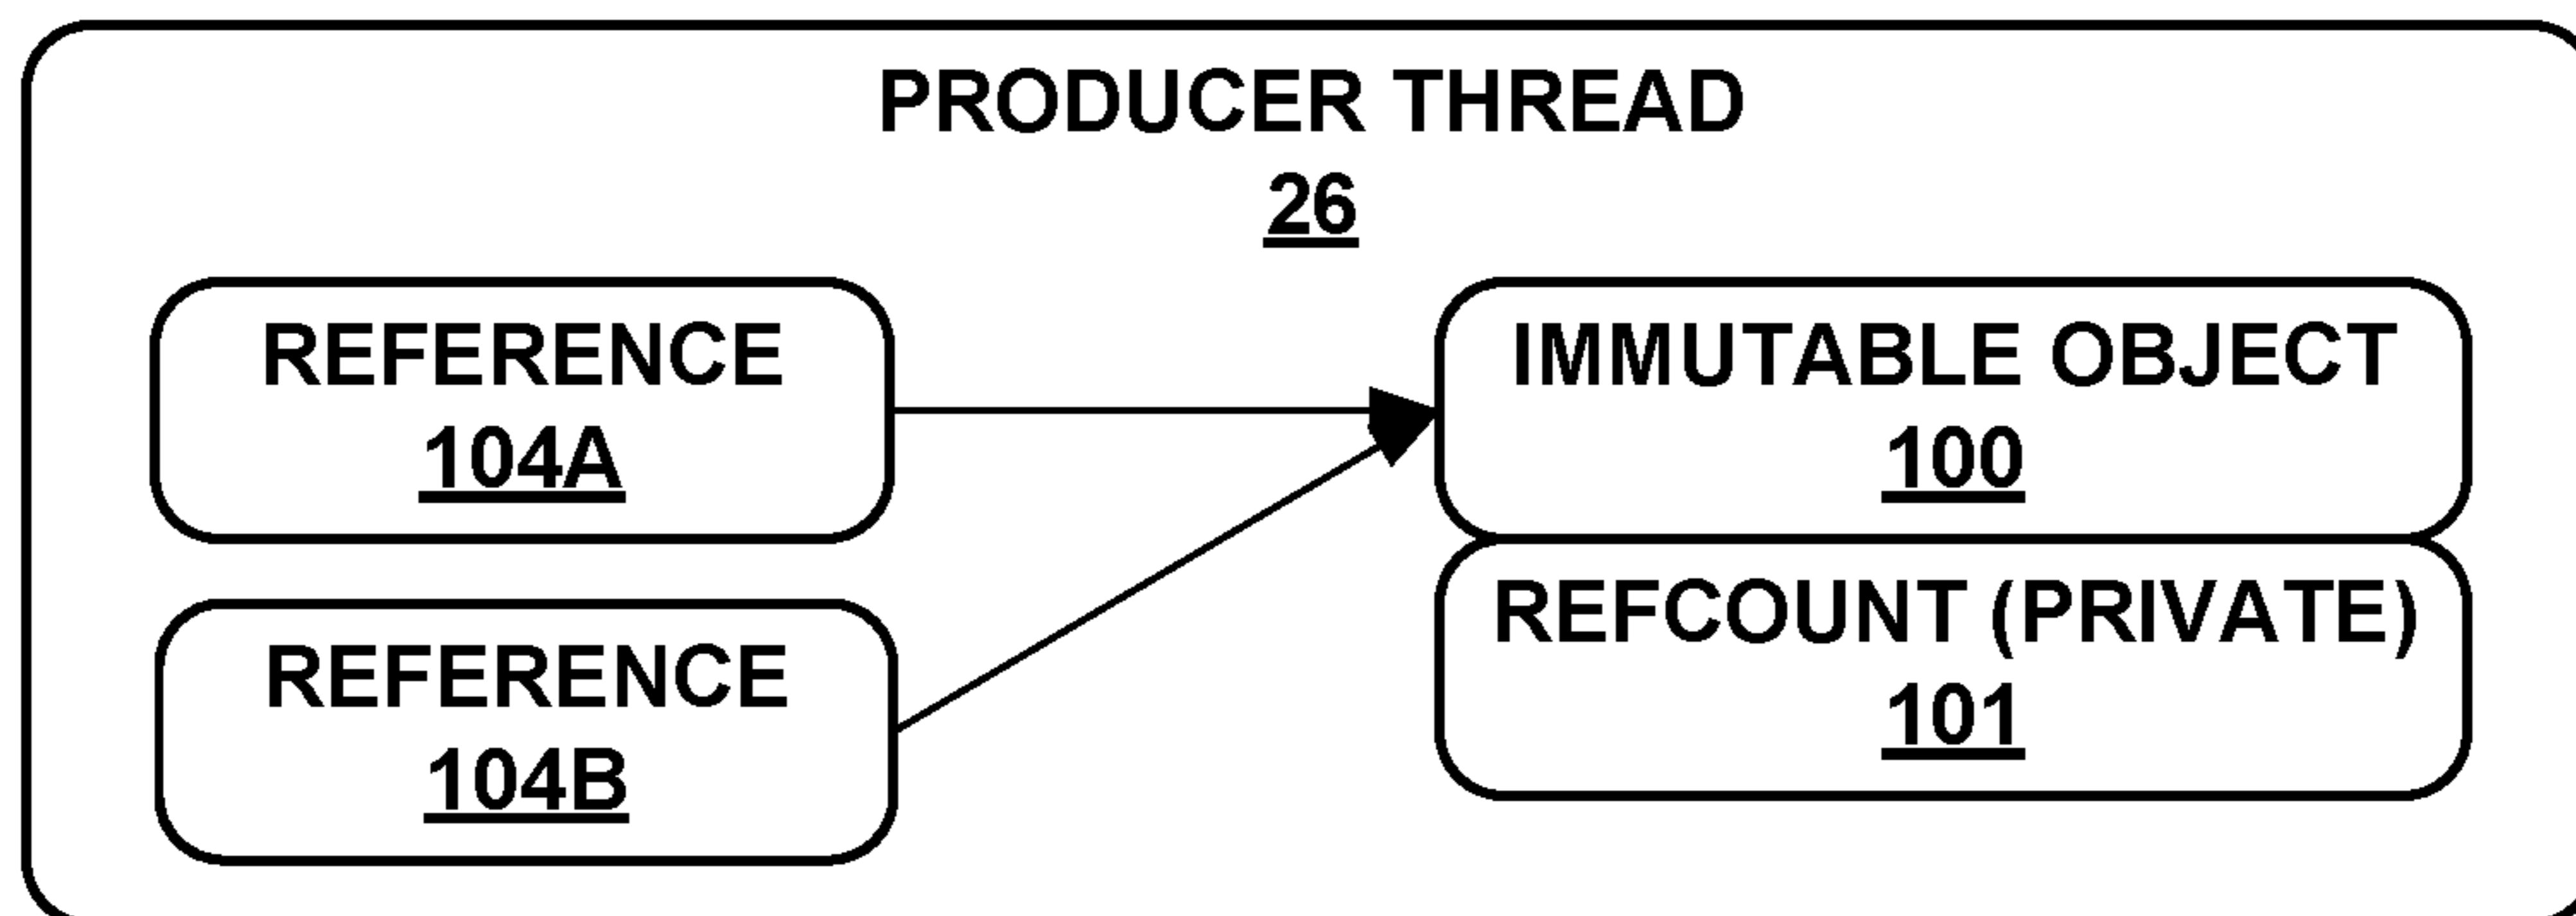 PRODUCER THREAD
26
REFERENCE
104A
IMMUTABLE OBJECT
100
REFERENCE
104B
REFCOUNT (PRIVATE)
101